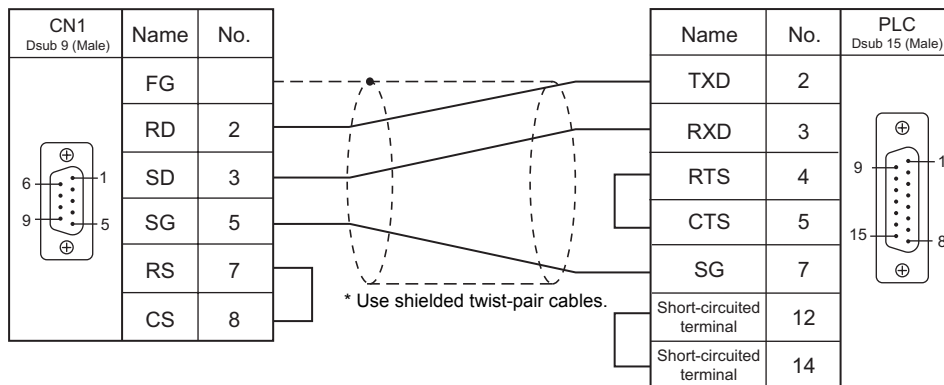 CN1
Dsub 9 (Male)
Name
No.
FG
RD
2
SD
3
SG
5
RS
7
CS
8
6
1
9
5
* Use shielded twist-pair cables.
Name
No.
PLC
Dsub 15 (Male)
TXD
2
RXD
3
RTS
4
CTS
5
SG
7
Short-circuited
terminal
12
Short-circuited
terminal
14
9
1
15
8